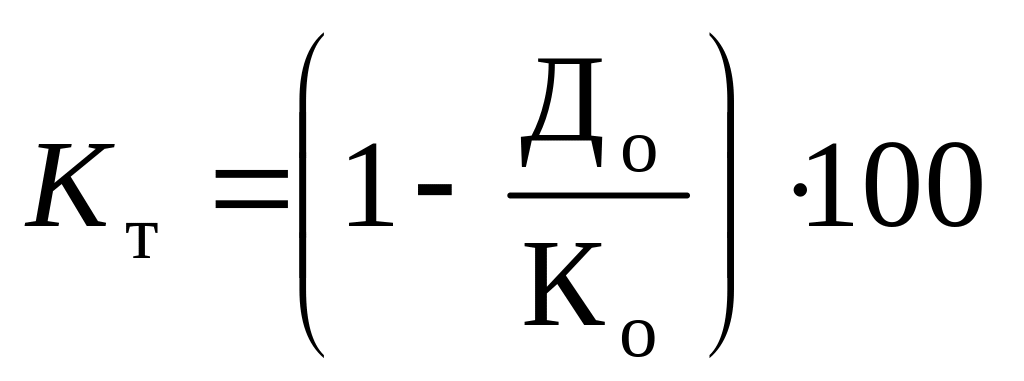 Kт = (1 - До/Ко) · 100